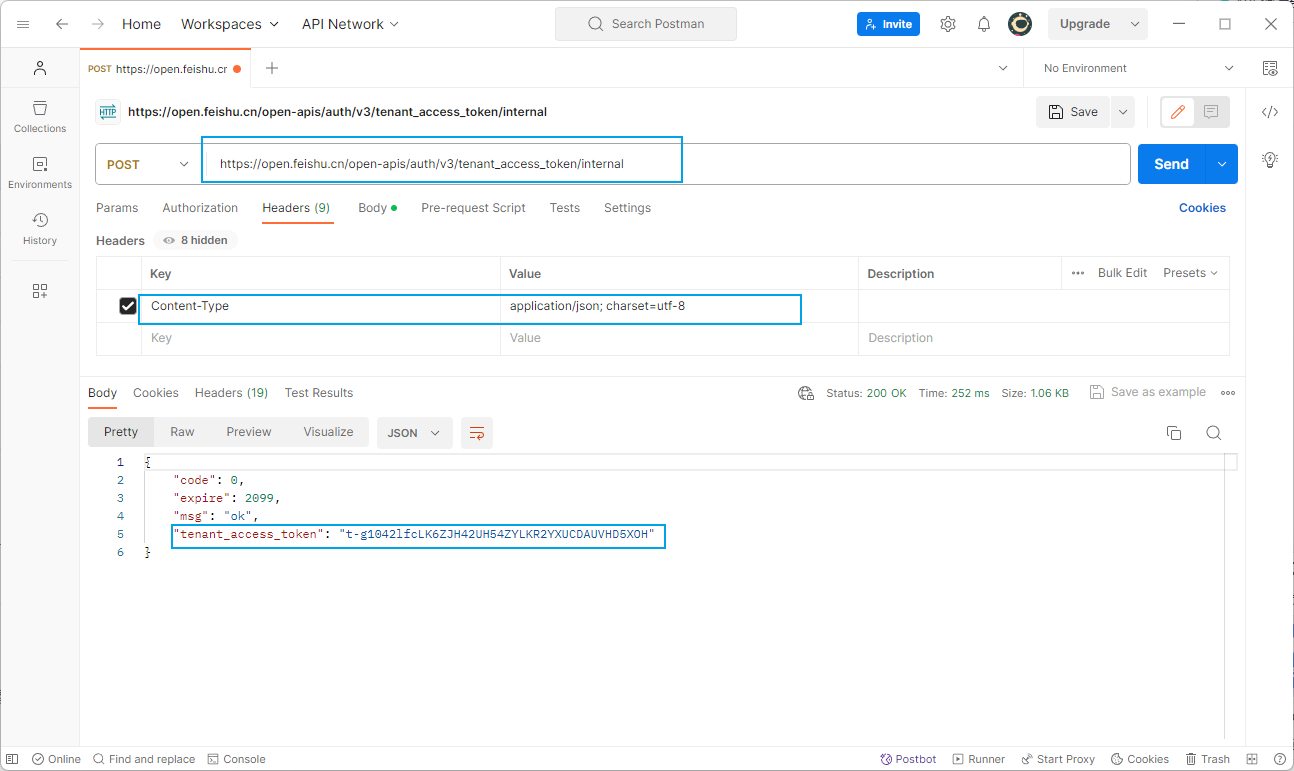 Home Workspaces API Network Search Postman Invite Upgrade
POST https://open.feishu.cr No Environment
HTTP https://open.feishu.cn/open-apis/auth/v3/tenant_access_token/internal Save
Collections
POST https://open.feishu.cn/open-apis/auth/v3/tenant_access_token/internal Send
Environments
Params Authorization Headers (9) Body Pre-request Script Tests Settings Cookies
History
Headers 8 hidden
Key Value Description Bulk Edit Presets
Content-Type application/json; charset=utf-8
Key Value Description
Body Cookies Headers (19) Test Results Status: 200 OK Time: 252 ms Size: 1.06 KB Save as example
Pretty Raw Preview Visualize JSON
1 {
2 "code": 0,
3 "expire": 2099,
4 "msg": "ok",
5 "tenant_access_token": "t-g1042lfcLK6ZJH42UH54ZYLKR2YXUCDAUVHD5XOH"
6 }
Online Find and replace Console Postbot Runner Start Proxy Cookies Trash